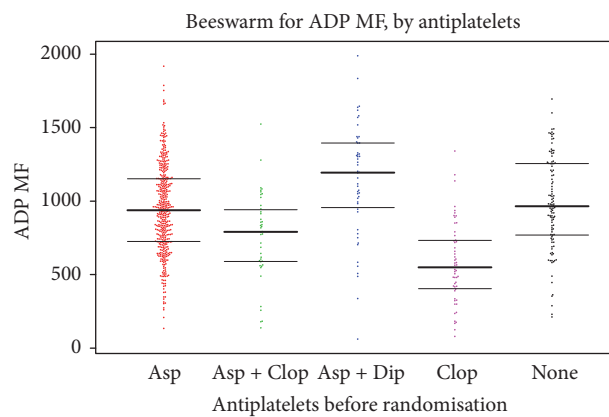 Beeswarm for ADP MF, by antiplatelets
2000
1500
1000
500
0
ADP MF
Asp
Asp + Clop
Asp + Dip
Clop
None
Antiplatelets before randomisation